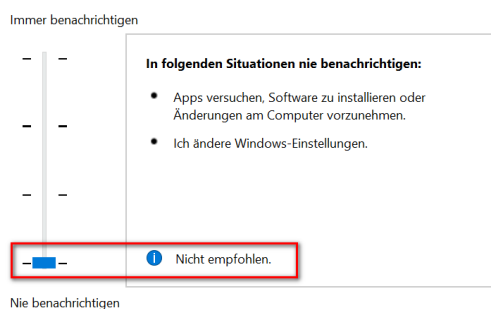 Immer benachrichtigen
In folgenden Situationen nie benachrichtigen:
Apps versuchen, Software zu installieren oder
Änderungen am Computer vorzunehmen.
Ich ändere Windows-Einstellungen.
Nicht empfohlen.
Nie benachrichtigen